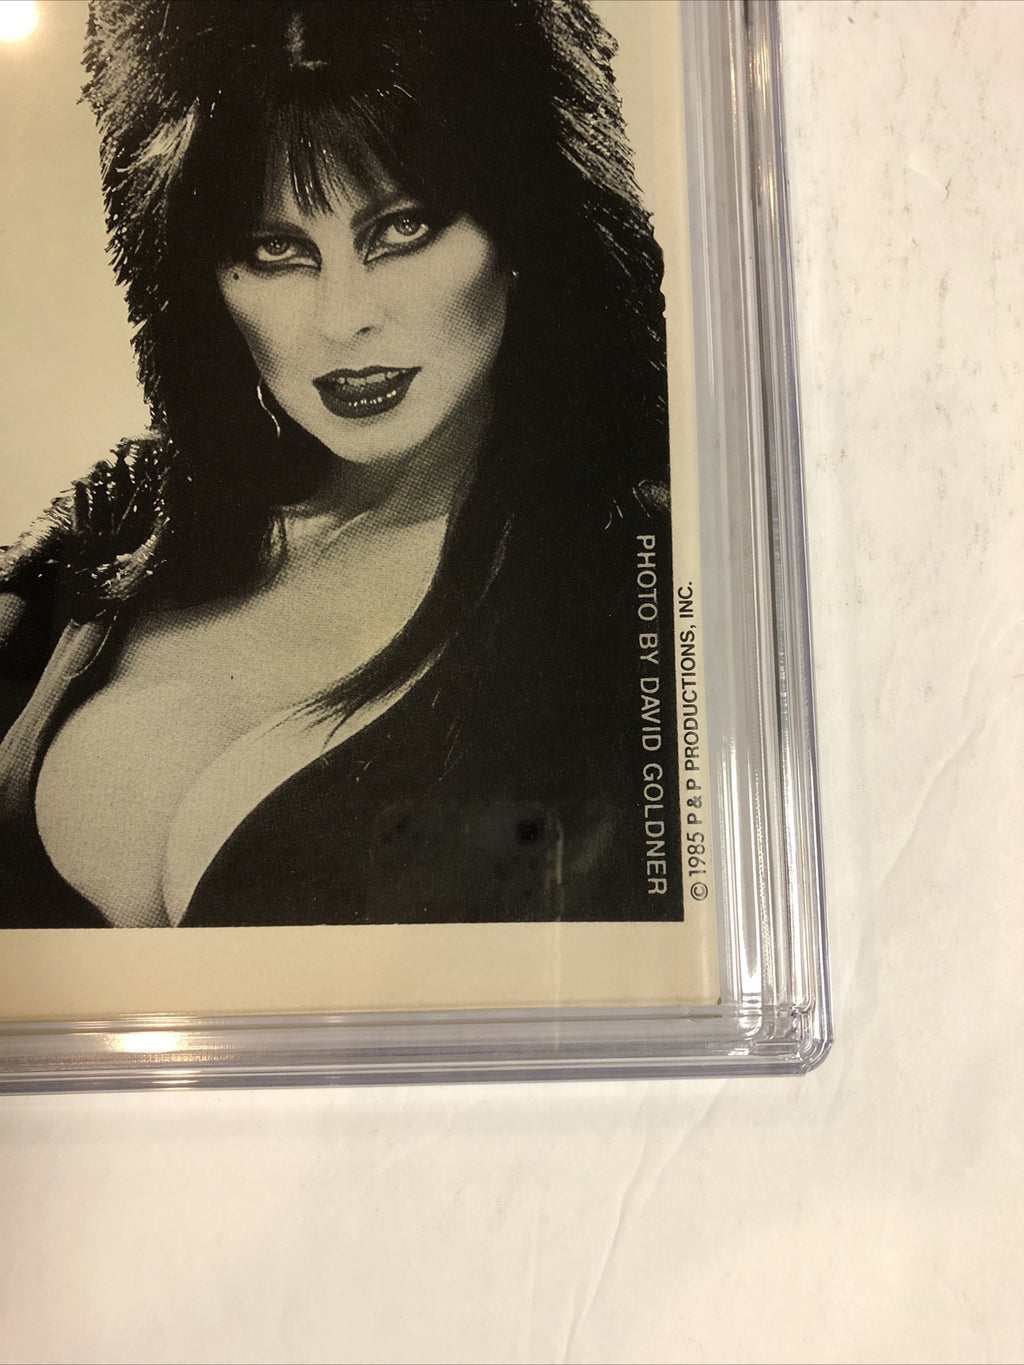 PHOTO BY DAVID GOLDNER
© 1985 P & P PRODUCTIONS, INC.